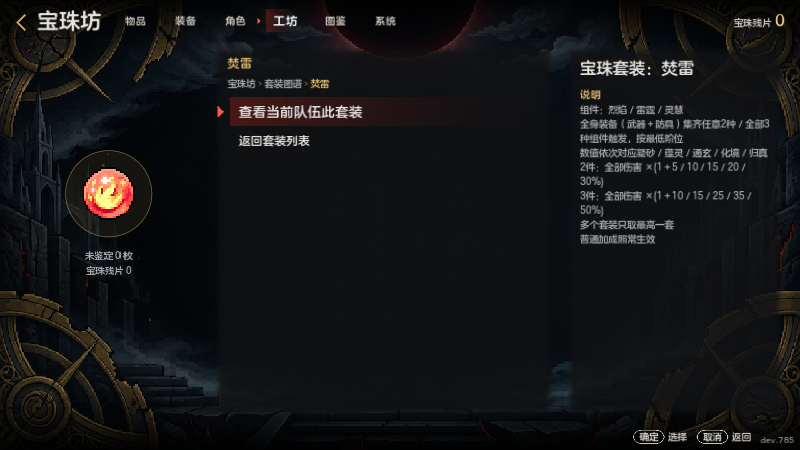 宝珠坊
物品
装备
角色
工坊
图鉴
系统
宝珠残片 0
焚雷
宝珠坊 › 套装图谱 › 焚雷
查看当前队伍此套装
返回套装列表
未鉴定 0 枚
宝珠残片 0
宝珠套装：焚雷
说明
组件：烈焰 / 雷霆 / 灵慧
全身装备（武器 + 防具）集齐任意2种 / 全部3
种组件触发，按最低阶位
数值依次对应凝砂 / 蕴灵 / 通玄 / 化境 / 归真
2件：全部伤害 ×(1 + 5 / 10 / 15 / 20 /
30%)
3件：全部伤害 ×(1 + 10 / 15 / 25 / 35 /
50%)
多个套装只取最高一套
普通加成照常生效
确定 选择 取消 返回
dev.785